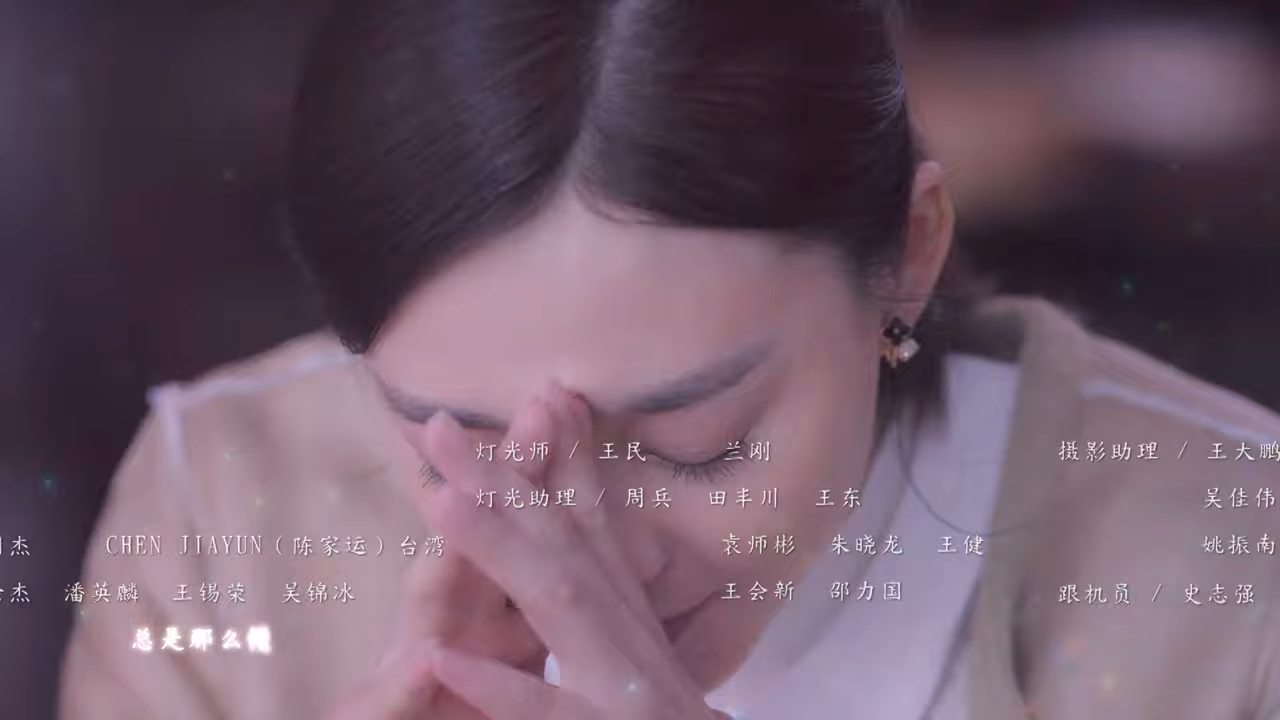 灯光师 / 王民 兰刚 摄影助理 / 王大鹏
灯光助理 / 周兵 田丰川 王东 吴佳伟
杰 CHEN JIAYUN（陈家运）台湾 袁师彬 朱晓龙 王健 姚振南
杰 潘英麟 王锡荣 吴锦冰 王会新 邵力国 跟机员 / 史志强
总是那么